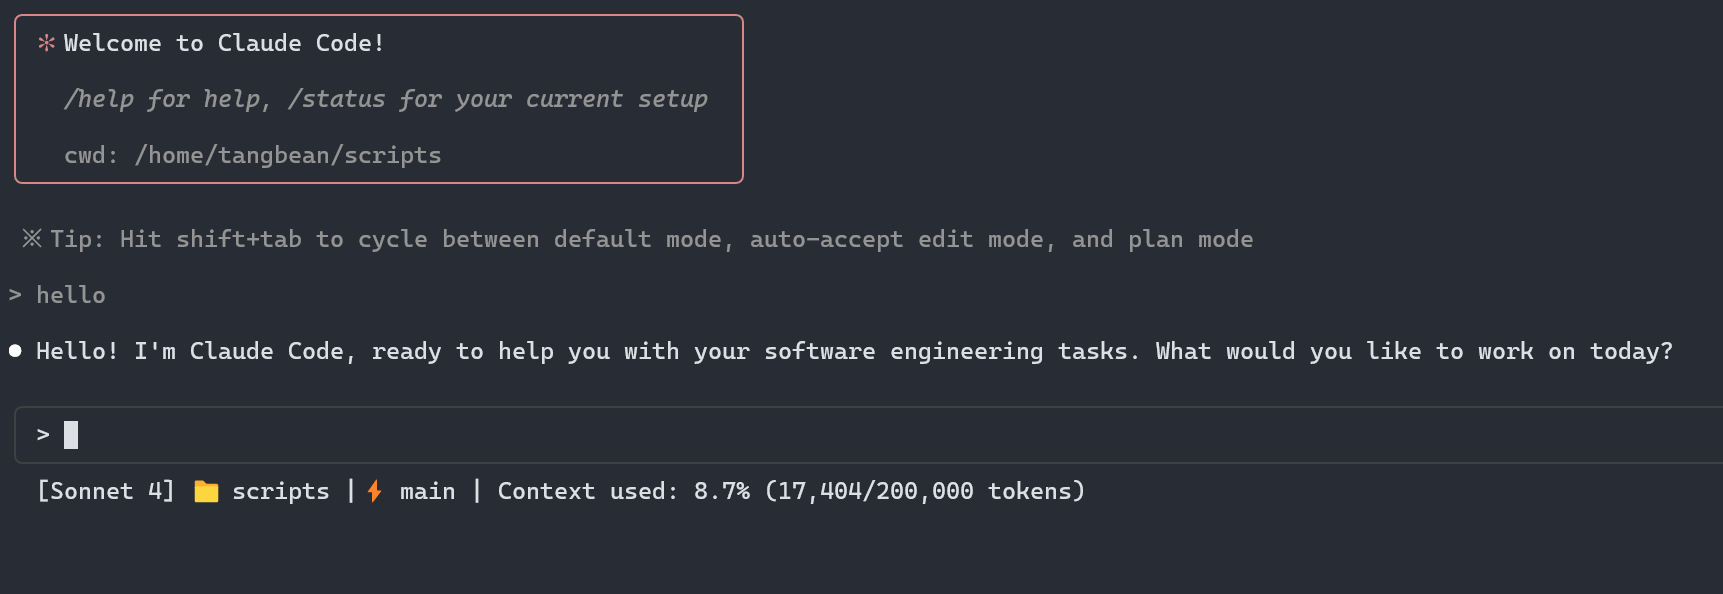 ✻ Welcome to Claude Code!
/help for help, /status for your current setup
cwd: /home/tangbean/scripts
※ Tip: Hit shift+tab to cycle between default mode, auto-accept edit mode, and plan mode
> hello
● Hello! I'm Claude Code, ready to help you with your software engineering tasks. What would you like to work on today?
>
[Sonnet 4] 📁 scripts | ⚡ main | Context used: 8.7% (17,404/200,000 tokens)